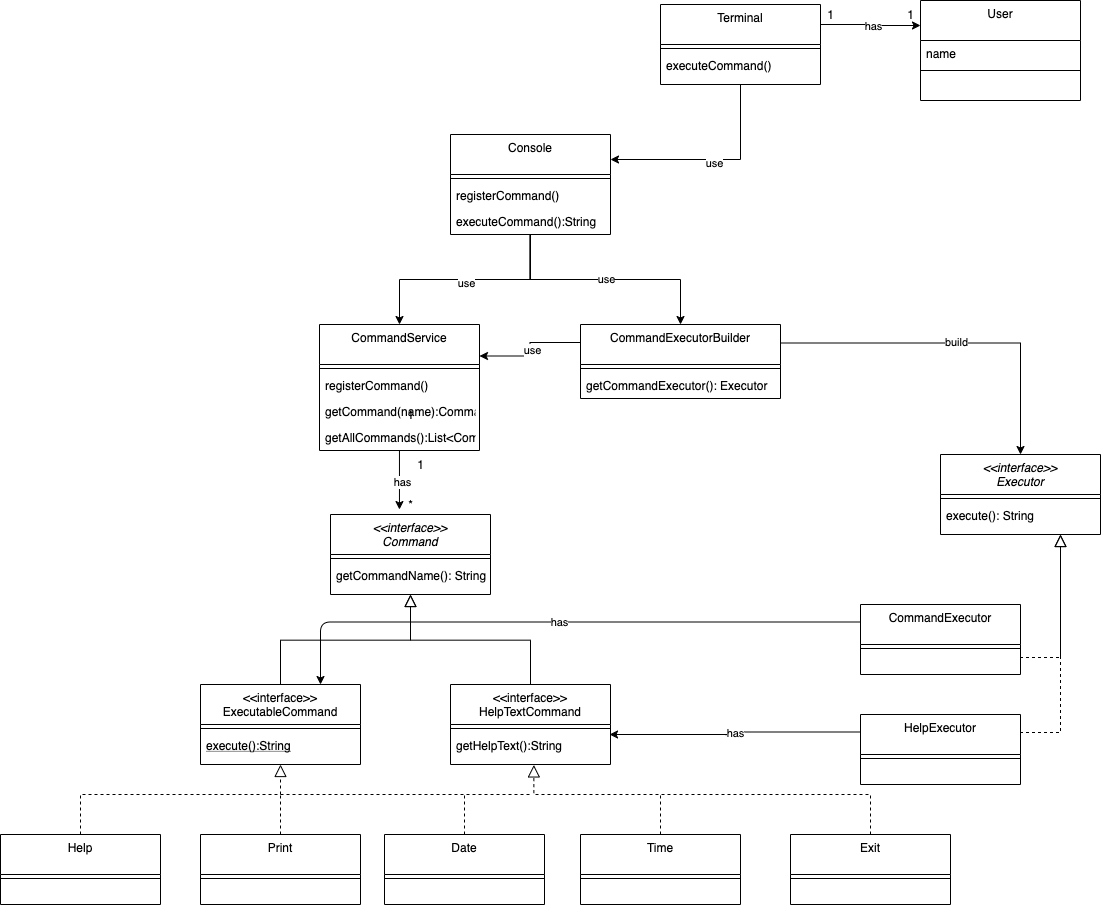 Terminal
executeCommand()
1
has
1
User
name
use
Console
registerCommand()
executeCommand():String
use
use
CommandService
registerCommand()
getCommand(name):Comma
getAllCommands():List<Com
use
CommandExecutorBuilder
getCommandExecutor(): Executor
build
<<interface>>
Executor
execute(): String
1
has
*
<<interface>>
Command
getCommandName(): String
has
CommandExecutor
<<interface>>
ExecutableCommand
execute():String
<<interface>>
HelpTextCommand
getHelpText():String
has
HelpExecutor
Help
Print
Date
Time
Exit